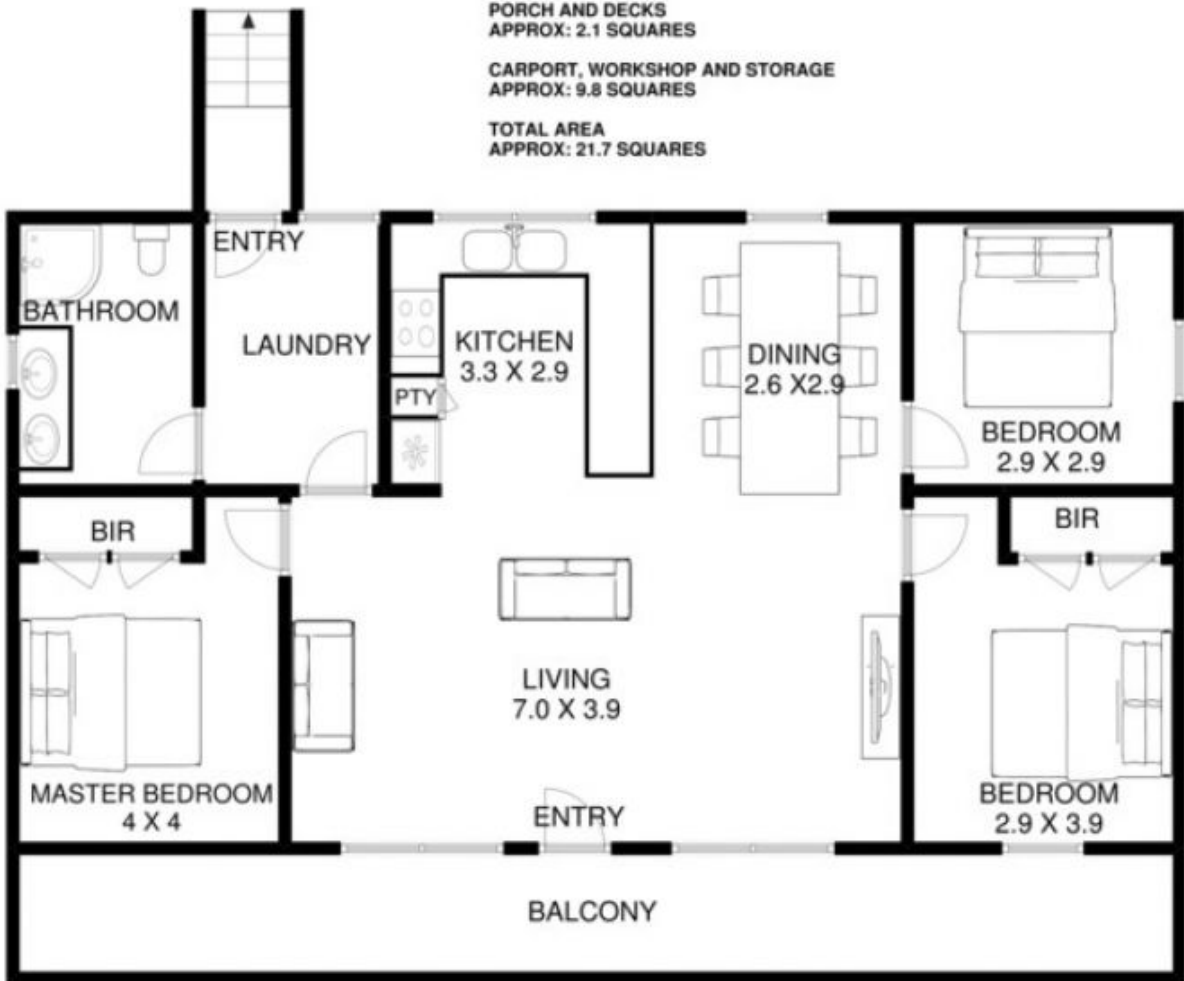 PORCH AND DECKS
APPROX: 2.1 SQUARES
CARPORT, WORKSHOP AND STORAGE
APPROX: 9.8 SQUARES
TOTAL AREA
APPROX: 21.7 SQUARES
ENTRY
BATHROOM
LAUNDRY
KITCHEN
3.3 X 2.9
PTY
DINING
2.6 X2.9
BEDROOM
2.9 X 2.9
BIR
BIR
LIVING
7.0 X 3.9
MASTER BEDROOM
4 X 4
ENTRY
BEDROOM
2.9 X 3.9
BALCONY